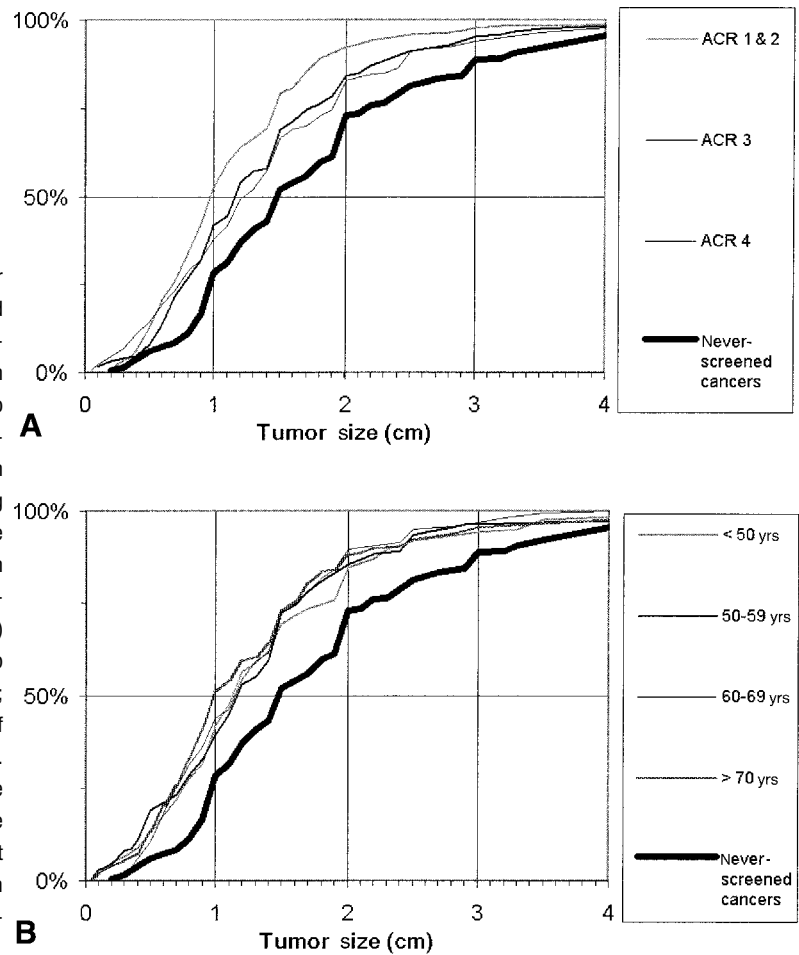 100%
50%
0%
0 1 2 3 4
Tumor size (cm)
A
ACR 1 & 2
ACR 3
ACR 4
Never-
screened
cancers
100%
50%
0%
0 1 2 3 4
Tumor size (cm)
B
< 50 yrs
50-59 yrs
60-69 yrs
> 70 yrs
Never-
screened
cancers